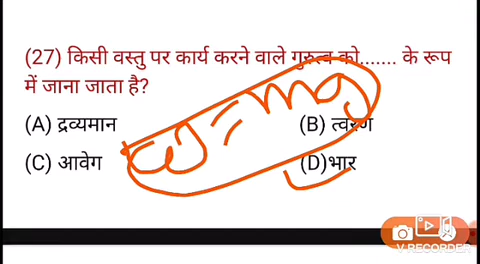 (27) किसी वस्तु पर कार्य करने वाले गुरुत्व को....... के रूप
में जाना जाता है?
(A) द्रव्यमान (B) त्वरण
(C) आवेग (D)भार
w=mg
V RECORDER